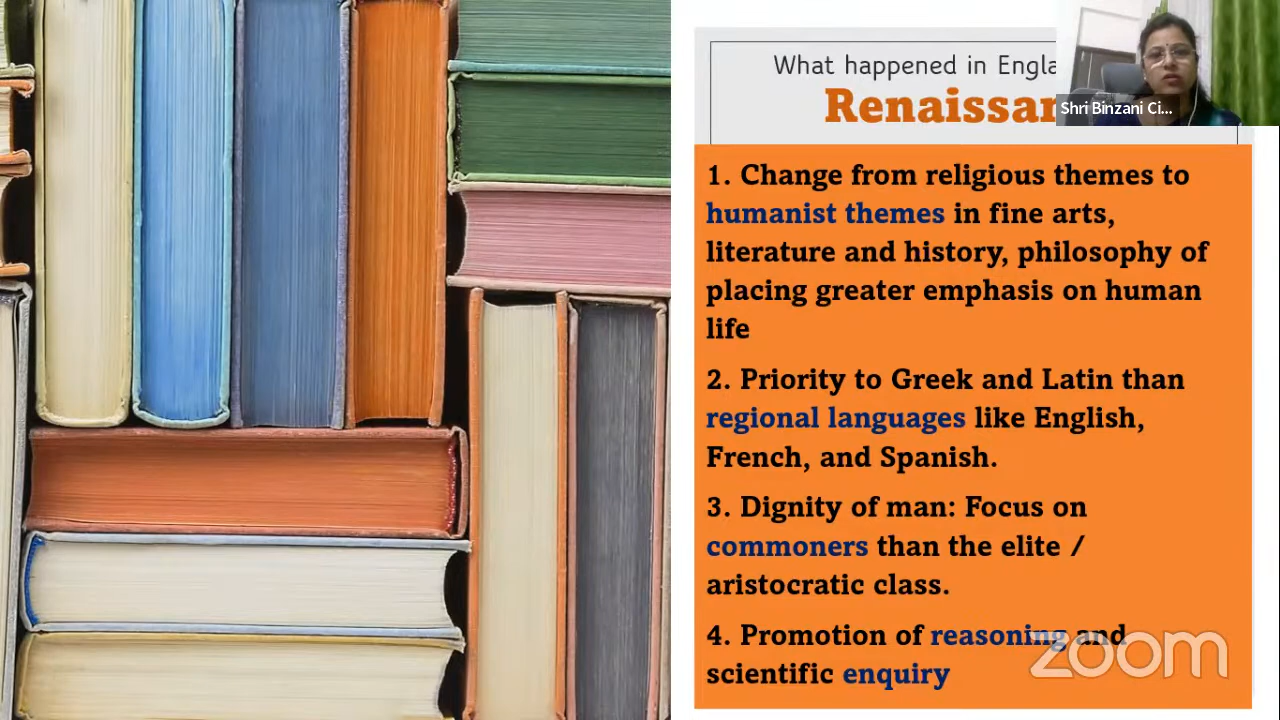 What happened in Engla
Renaissan
Shri Binzani Ci...
1. Change from religious themes to
humanist themes in fine arts,
literature and history, philosophy of
placing greater emphasis on human
life
2. Priority to Greek and Latin than
regional languages like English,
French, and Spanish.
3. Dignity of man: Focus on
commoners than the elite /
aristocratic class.
4. Promotion of reasoning and
scientific enquiry
zoom